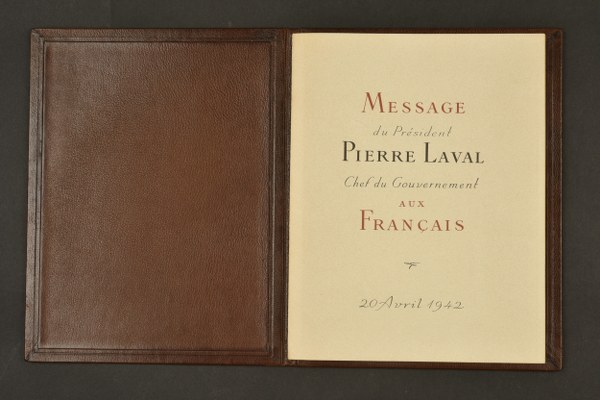 MESSAGE
du Président
PIERRE LAVAL
Chef du Gouvernement
AUX
FRANÇAIS
20 Avril 1942